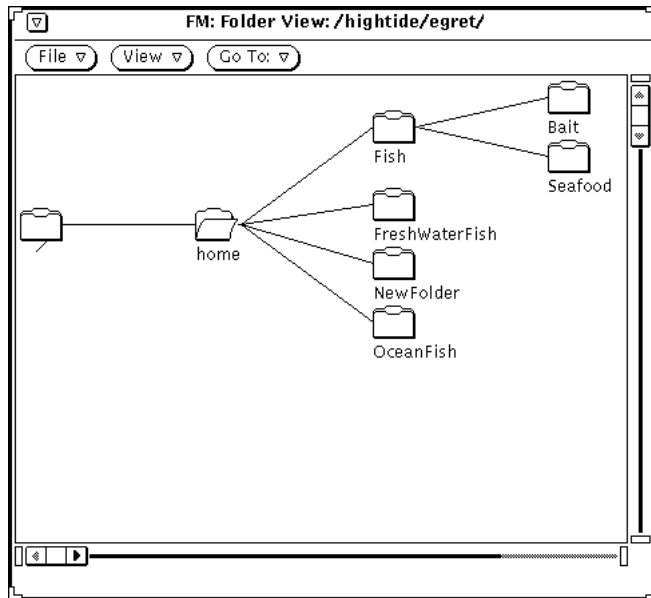 FM: Folder View: /hightide/egret/
File View Go To:
Bait
Fish
Seafood
FreshWaterFish
/
home
NewFolder
OceanFish